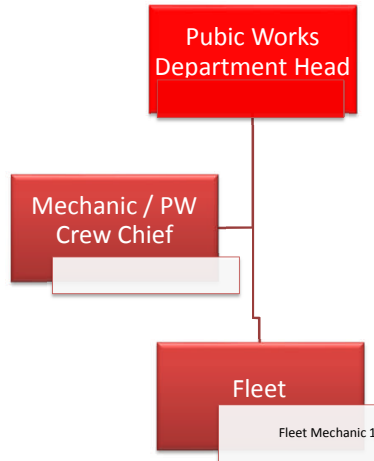 Pubic Works
Department Head
Mechanic / PW
Crew Chief
Fleet
Fleet Mechanic 1